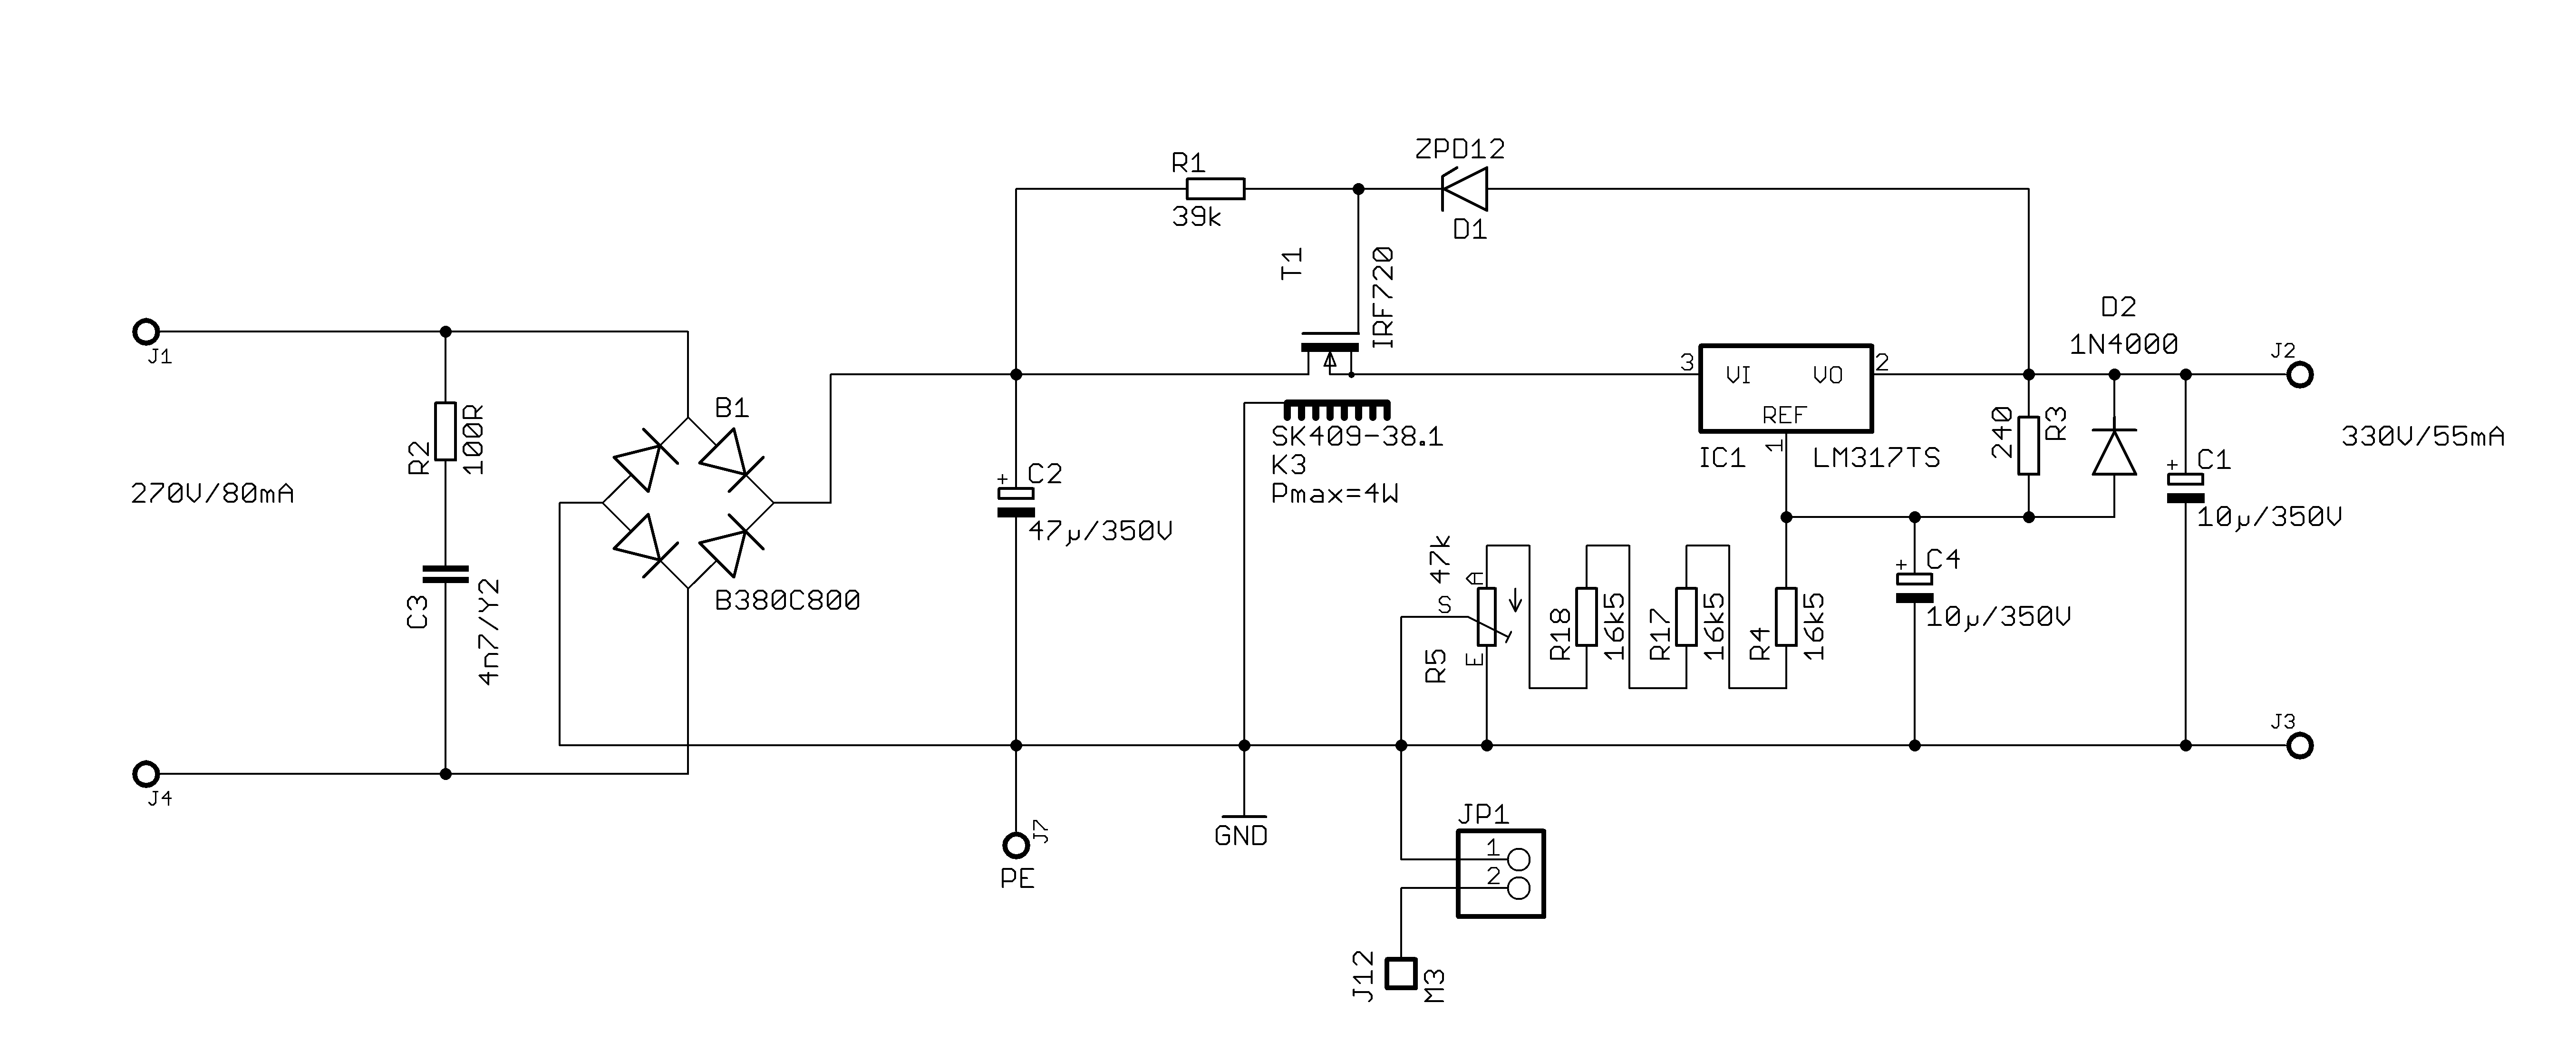 J1
270V/80mA
J4
R2
100R
C3
4n7/Y2
B1
B380C800
R1
39k
C2
+
47µ/350V
J7
PE
T1
IRF720
ZPD12
D1
SK409-38.1
K3
Pmax=4W
GND
3
VI
VO
2
REF
1
IC1
LM317TS
47k
A
S
E
R5
R18
16k5
R17
16k5
R4
16k5
240
R3
D2
1N4000
C4
+
10µ/350V
C1
+
10µ/350V
J2
330V/55mA
J3
JP1
1
2
J12
M3